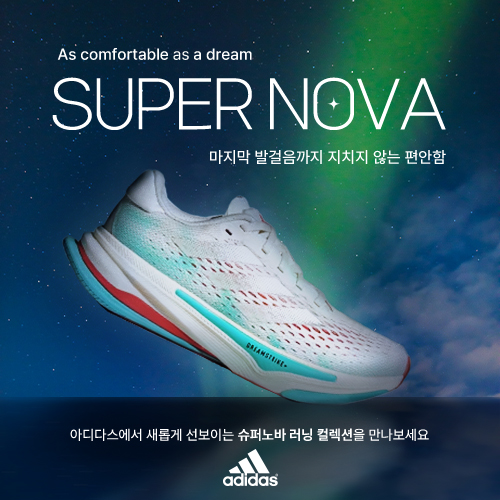 As comfortable as a dream
SUPER NOVA
마지막 발걸음까지 지치지 않는 편안함
DREAMSTRIKE+
아디다스에서 새롭게 선보이는 슈퍼노바 러닝 컬렉션을 만나보세요
adidas